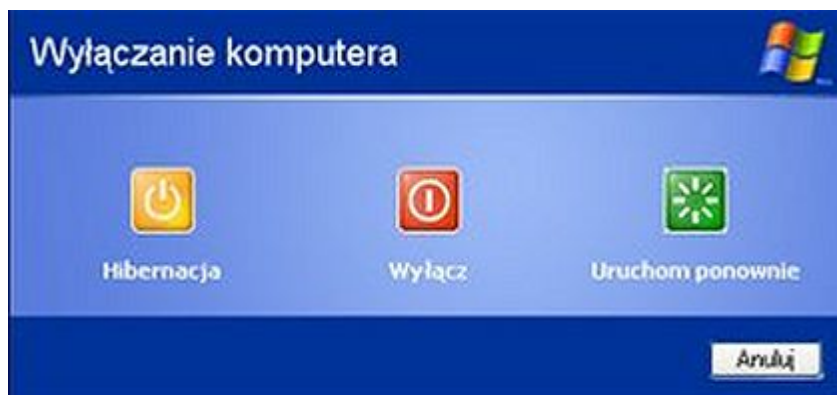 Wyłączanie komputera
Hibernacja
Wyłącz
Uruchom ponownie
Anuluj